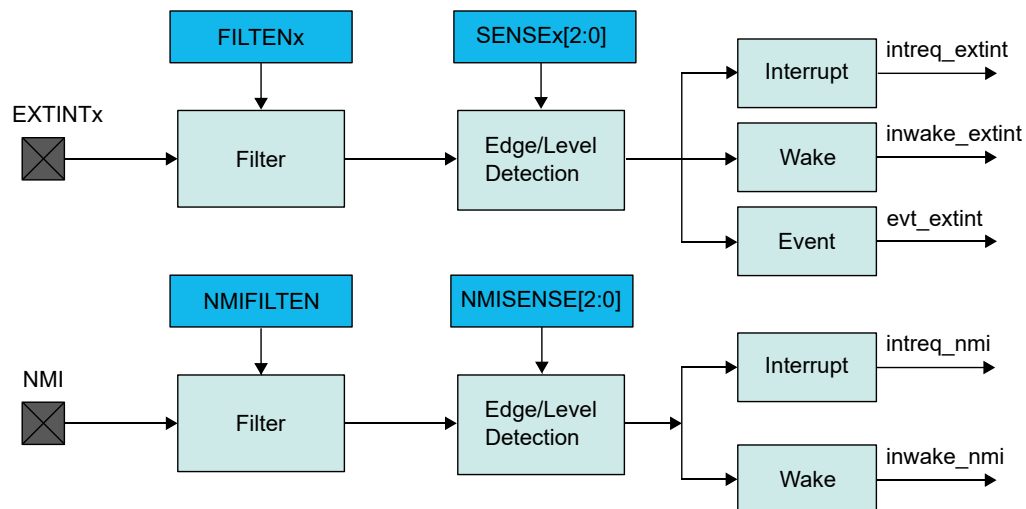 FILTENx
SENSEx[2:0]
intreq_extint
Interrupt
EXTINTx
Filter
Edge/Level
Detection
inwake_extint
Wake
evt_extint
Event
NMIFILTEN
NMISENSE[2:0]
intreq_nmi
Interrupt
NMI
Filter
Edge/Level
Detection
inwake_nmi
Wake